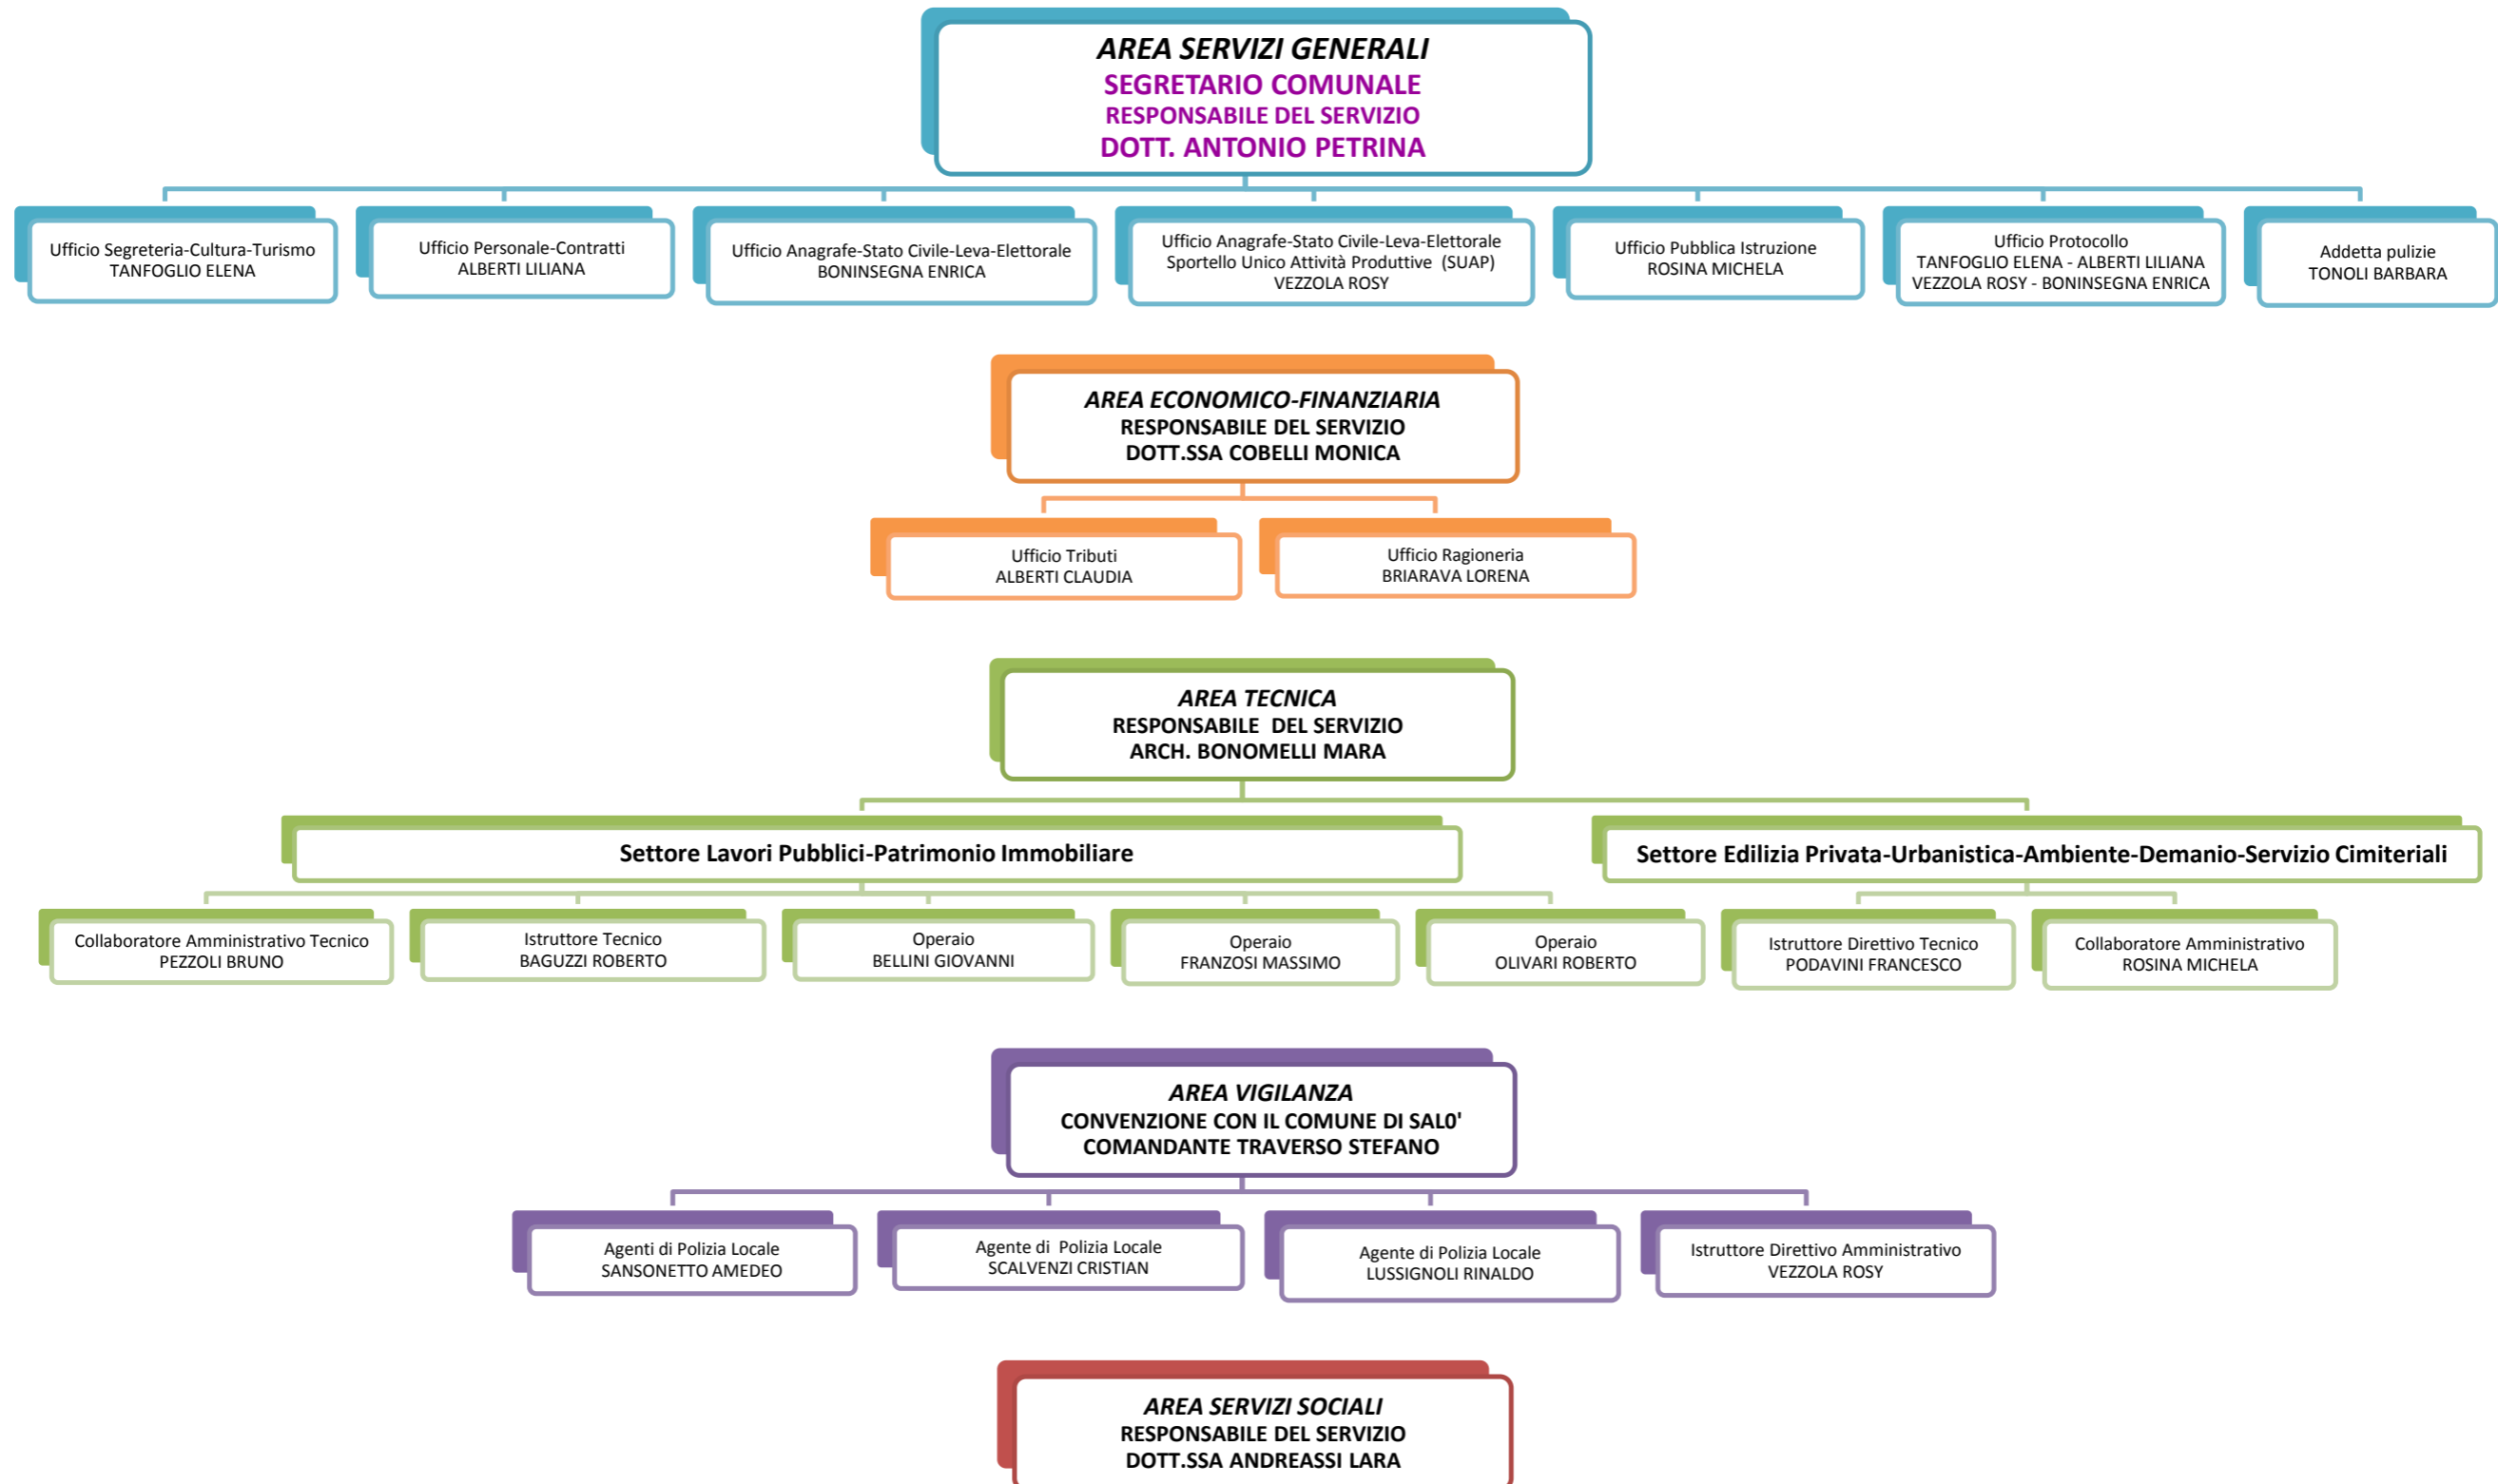 AREA SERVIZI GENERALI
SEGRETARIO COMUNALE
RESPONSABILE DEL SERVIZIO
DOTT. ANTONIO PETRINA
Ufficio Segreteria-Cultura-Turismo
TANFOGLIO ELENA
Ufficio Personale-Contratti
ALBERTI LILIANA
Ufficio Anagrafe-Stato Civile-Leva-Elettorale
BONINSEGNA ENRICA
Ufficio Anagrafe-Stato Civile-Leva-Elettorale
Sportello Unico Attività Produttive (SUAP)
VEZZOLA ROSY
Ufficio Pubblica Istruzione
ROSINA MICHELA
Ufficio Protocollo
TANFOGLIO ELENA - ALBERTI LILIANA
VEZZOLA ROSY - BONINSEGNA ENRICA
Addetta pulizie
TONOLI BARBARA
AREA ECONOMICO-FINANZIARIA
RESPONSABILE DEL SERVIZIO
DOTT.SSA COBELLI MONICA
Ufficio Tributi
ALBERTI CLAUDIA
Ufficio Ragioneria
BRIARAVA LORENA
AREA TECNICA
RESPONSABILE DEL SERVIZIO
ARCH. BONOMELLI MARA
Settore Lavori Pubblici-Patrimonio Immobiliare
Settore Edilizia Privata-Urbanistica-Ambiente-Demanio-Servizio Cimiteriali
Collaboratore Amministrativo Tecnico
PEZZOLI BRUNO
Istruttore Tecnico
BAGUZZI ROBERTO
Operaio
BELLINI GIOVANNI
Operaio
FRANZOSI MASSIMO
Operaio
OLIVARI ROBERTO
Istruttore Direttivo Tecnico
PODAVINI FRANCESCO
Collaboratore Amministrativo
ROSINA MICHELA
AREA VIGILANZA
CONVENZIONE CON IL COMUNE DI SAL0'
COMANDANTE TRAVERSO STEFANO
Agenti di Polizia Locale
SANSONETTO AMEDEO
Agente di Polizia Locale
SCALVENZI CRISTIAN
Agente di Polizia Locale
LUSSIGNOLI RINALDO
Istruttore Direttivo Amministrativo
VEZZOLA ROSY
AREA SERVIZI SOCIALI
RESPONSABILE DEL SERVIZIO
DOTT.SSA ANDREASSI LARA